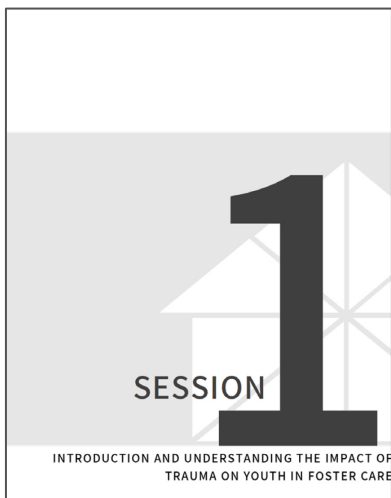 SESSION 1
INTRODUCTION AND UNDERSTANDING THE IMPACT OF
TRAUMA ON YOUTH IN FOSTER CARE